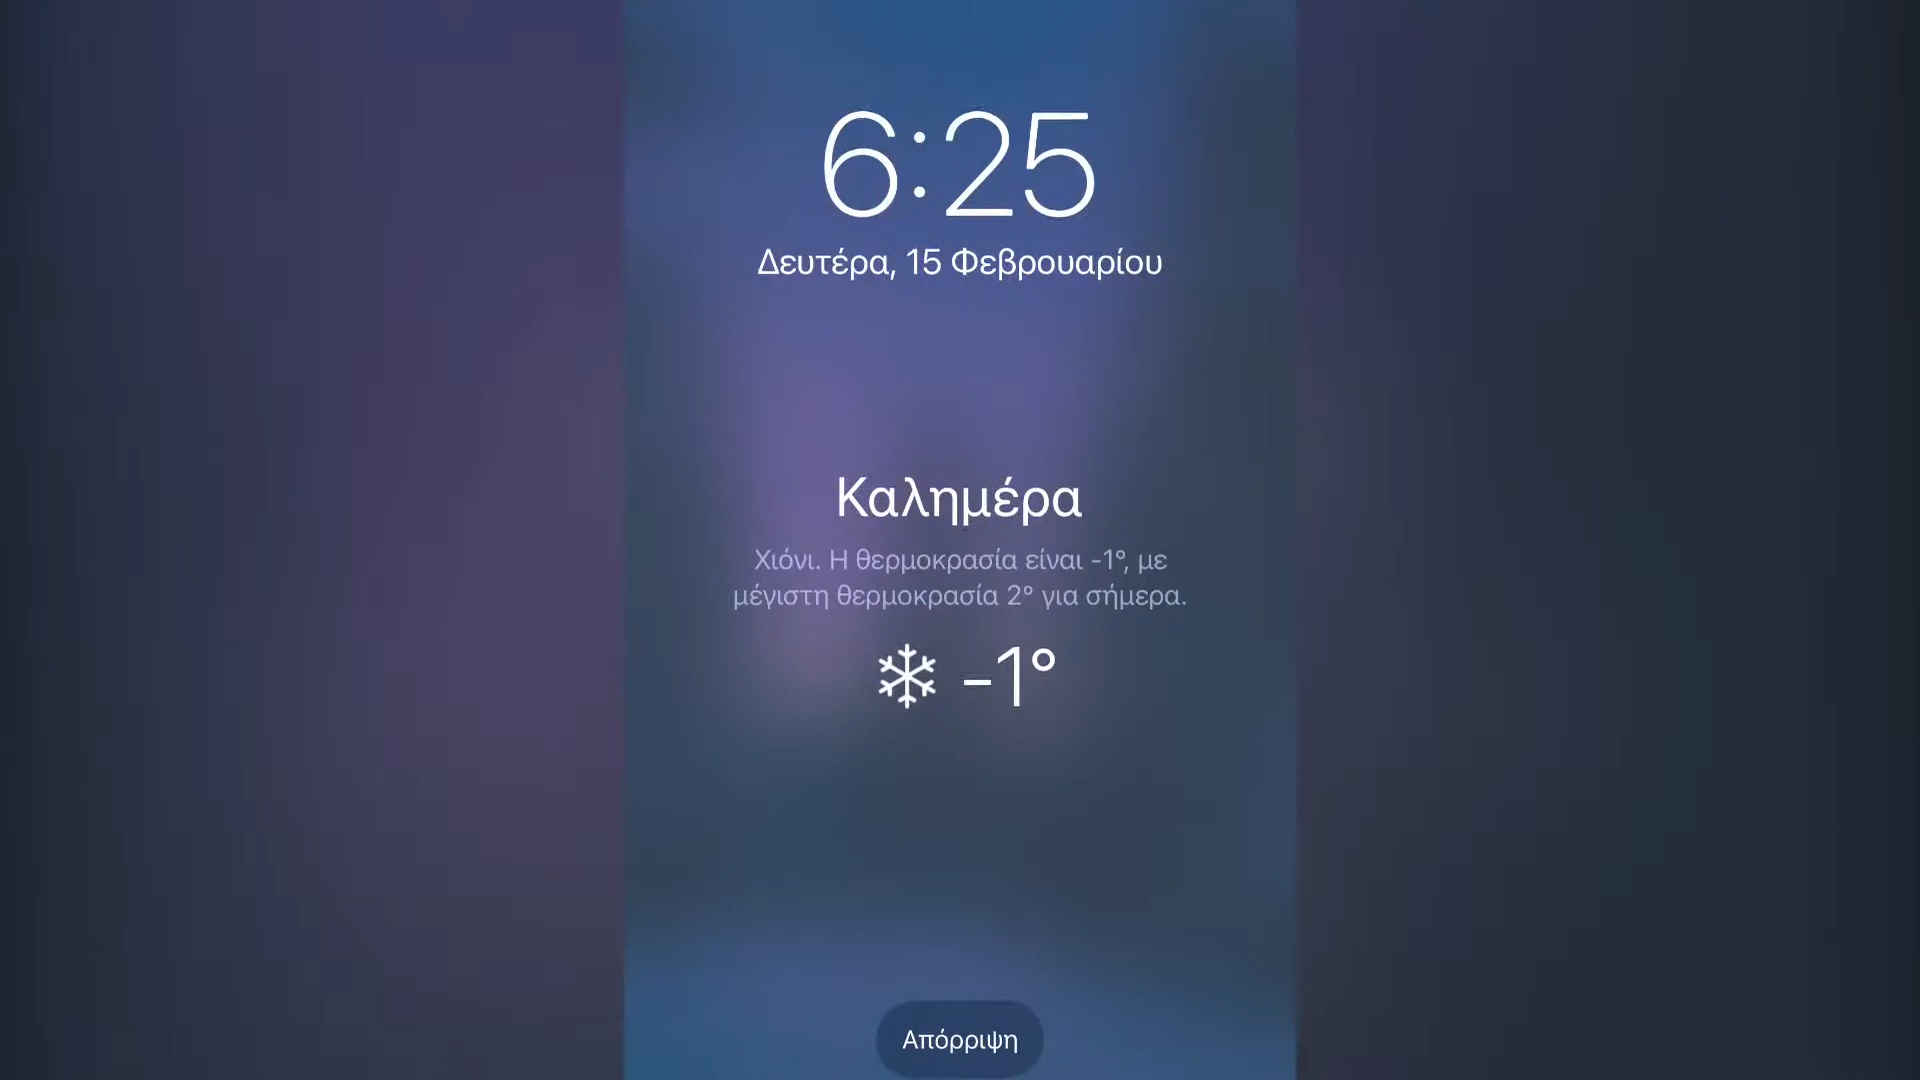 6:25
Δευτέρα, 15 Φεβρουαρίου
Καλημέρα
Χιόνι. Η θερμοκρασία είναι -1°, με
μέγιστη θερμοκρασία 2° για σήμερα.
-1°
Απόρριψη